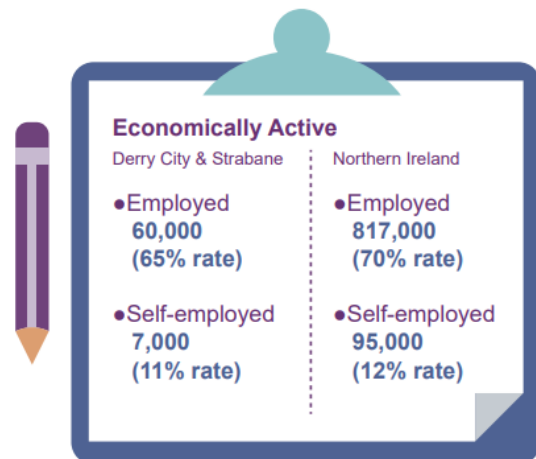 Economically Active
Derry City & Strabane
●Employed
60,000
(65% rate)
●Self-employed
7,000
(11% rate)
Northern Ireland
●Employed
817,000
(70% rate)
●Self-employed
95,000
(12% rate)